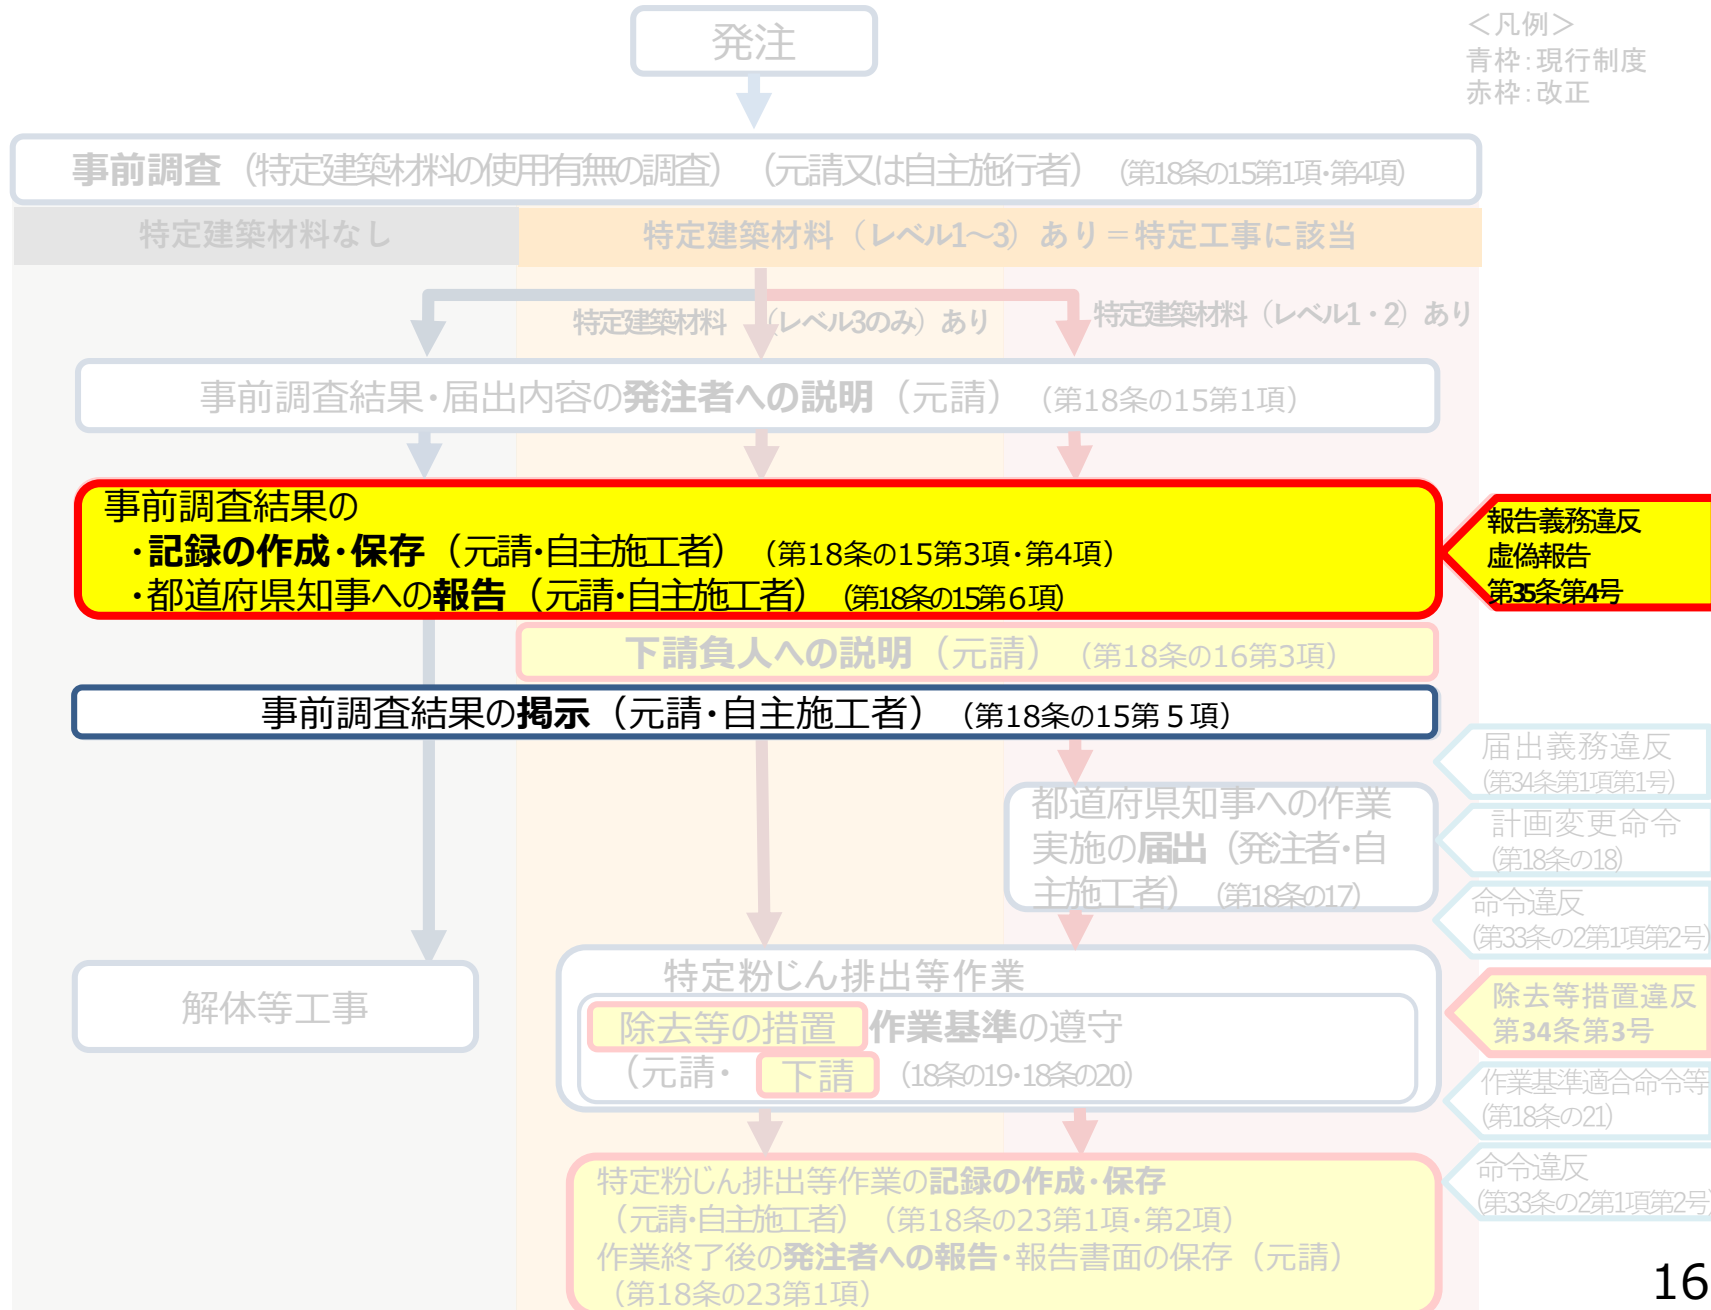 発注
＜凡例＞
青枠：現行制度
赤枠：改正
事前調査（特定建築材料の使用有無の調査）（元請又は自主施行者）（第18条の15第1項・第4項）
特定建築材料なし
特定建築材料（レベル1～3）あり＝特定工事に該当
特定建築材料（レベル3のみ）あり
特定建築材料（レベル1・2）あり
事前調査結果・届出内容の発注者への説明（元請）（第18条の15第1項）
事前調査結果の
・記録の作成・保存（元請・自主施工者）（第18条の15第3項・第4項）
・都道府県知事への報告（元請・自主施工者）（第18条の15第６項）
報告義務違反
虚偽報告
第35条第4号
下請負人への説明（元請）（第18条の16第3項）
事前調査結果の掲示（元請・自主施工者）（第18条の15第５項）
届出義務違反
(第34条第1項第1号)
都道府県知事への作業
実施の届出（発注者・自
主施工者）（第18条の17）
計画変更命令
(第18条の18)
命令違反
(第33条の2第1項第2号)
解体等工事
特定粉じん排出等作業
除去等の措置 作業基準の遵守
（元請・ 下請 （18条の19・18条の20）
除去等措置違反
第34条第3号
作業基準適合命令等
(第18条の21)
命令違反
(第33条の2第1項第2号)
特定粉じん排出等作業の記録の作成・保存
（元請・自主施工者）（第18条の23第1項・第2項）
作業終了後の発注者への報告・報告書面の保存（元請）
（第18条の23第1項）
16